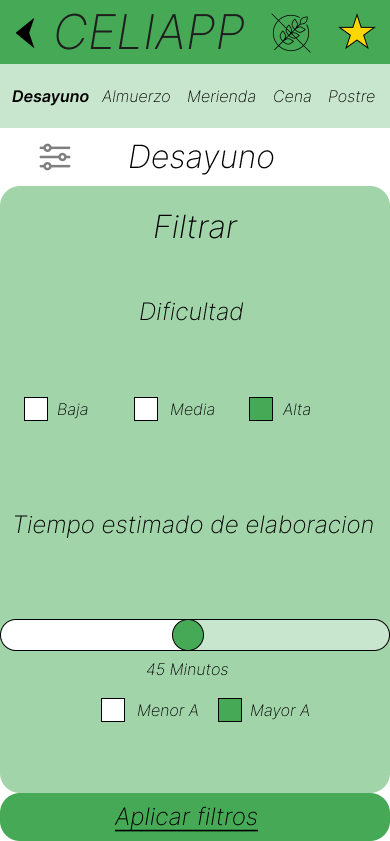 CELIAPP
Desayuno Almuerzo Merienda Cena Postre
Desayuno
Filtrar
Dificultad
Baja Media Alta
Tiempo estimado de elaboracion
45 Minutos
Menor A Mayor A
Aplicar filtros